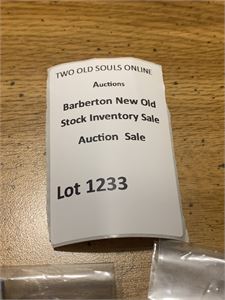 TWO OLD SOULS ONLINE
Auctions
Barberton New Old
Stock Inventory Sale
Auction Sale
Lot 1233